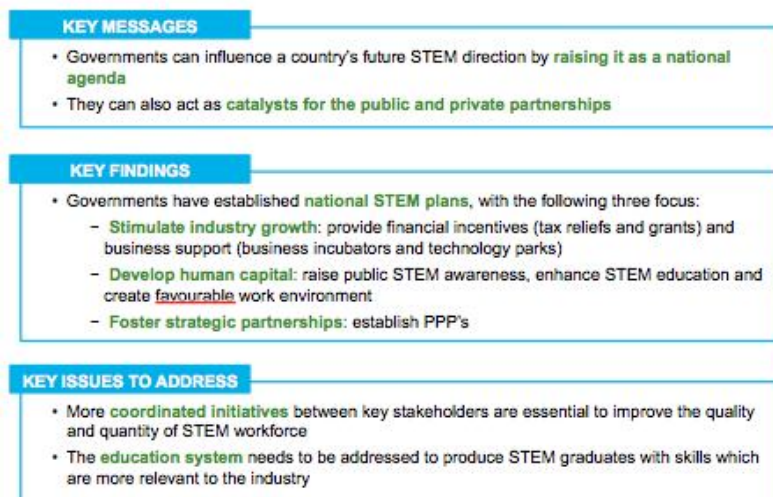 KEY MESSAGES
• Governments can influence a country's future STEM direction by raising it as a national
agenda
• They can also act as catalysts for the public and private partnerships
KEY FINDINGS
• Governments have established national STEM plans, with the following three focus:
– Stimulate industry growth: provide financial incentives (tax reliefs and grants) and
business support (business incubators and technology parks)
– Develop human capital: raise public STEM awareness, enhance STEM education and
create favourable work environment
– Foster strategic partnerships: establish PPP's
KEY ISSUES TO ADDRESS
• More coordinated initiatives between key stakeholders are essential to improve the quality
and quantity of STEM workforce
• The education system needs to be addressed to produce STEM graduates with skills which
are more relevant to the industry